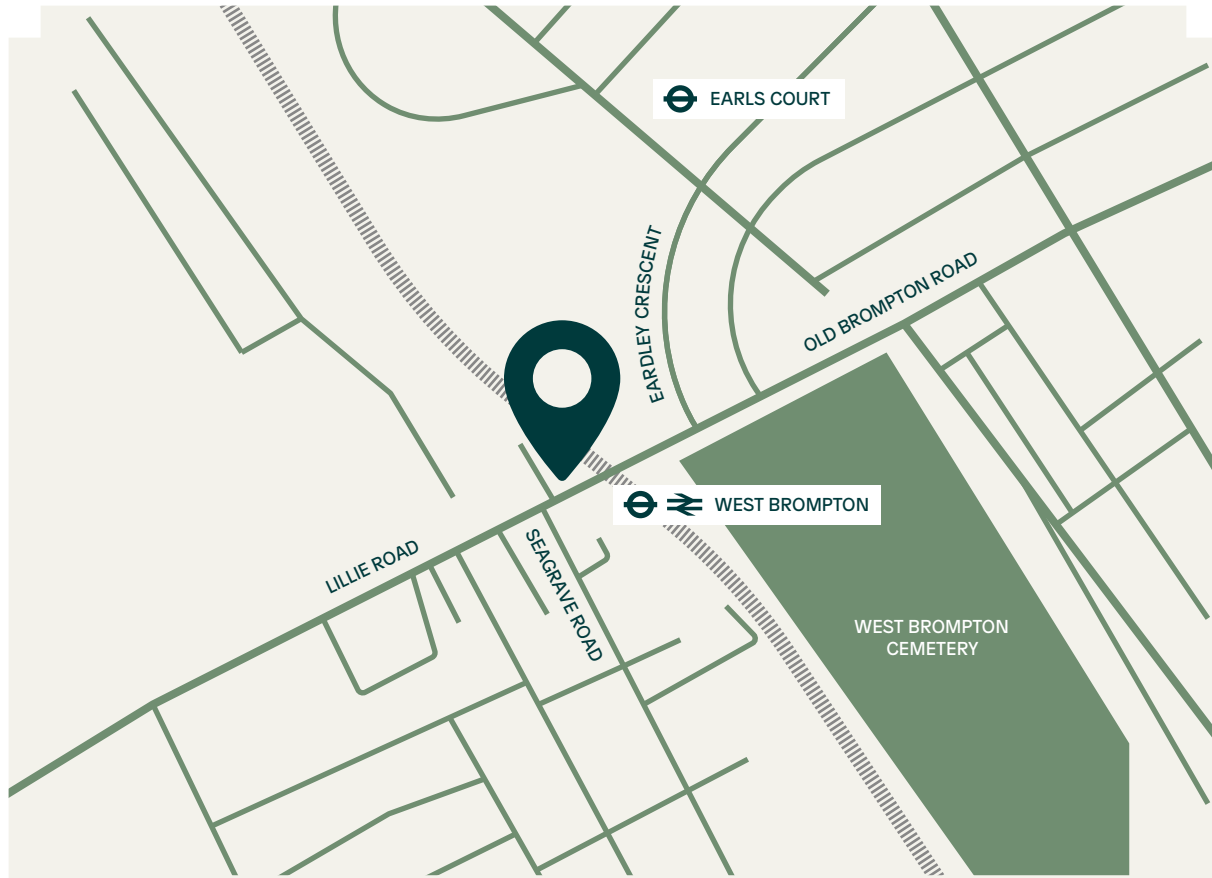 EARLS COURT
EARDLEY CRESCENT
OLD BROMPTON ROAD
WEST BROMPTON
LILLIE ROAD
SEAGRAVE ROAD
WEST BROMPTON
CEMETERY